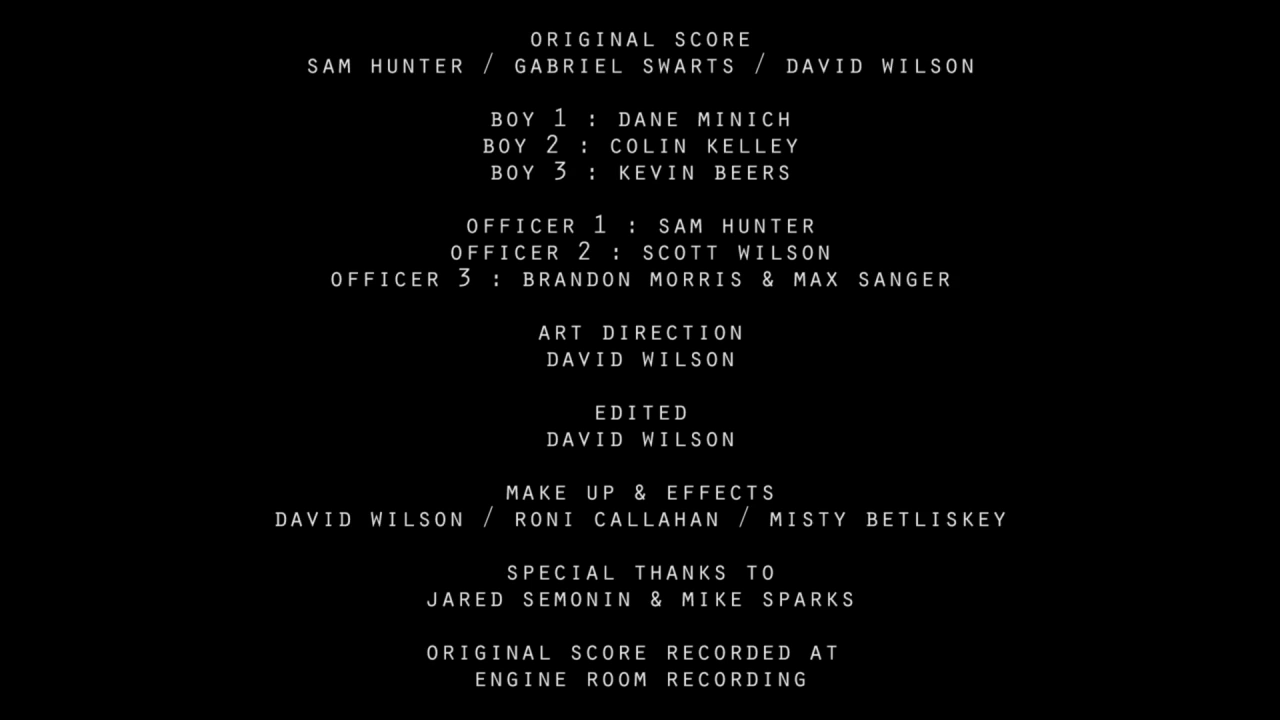 ORIGINAL SCORE
SAM HUNTER / GABRIEL SWARTS / DAVID WILSON
BOY 1 : DANE MINICH
BOY 2 : COLIN KELLEY
BOY 3 : KEVIN BEERS
OFFICER 1 : SAM HUNTER
OFFICER 2 : SCOTT WILSON
OFFICER 3 : BRANDON MORRIS & MAX SANGER
ART DIRECTION
DAVID WILSON
EDITED
DAVID WILSON
MAKE UP & EFFECTS
DAVID WILSON / RONI CALLAHAN / MISTY BETLISKEY
SPECIAL THANKS TO
JARED SEMONIN & MIKE SPARKS
ORIGINAL SCORE RECORDED AT
ENGINE ROOM RECORDING